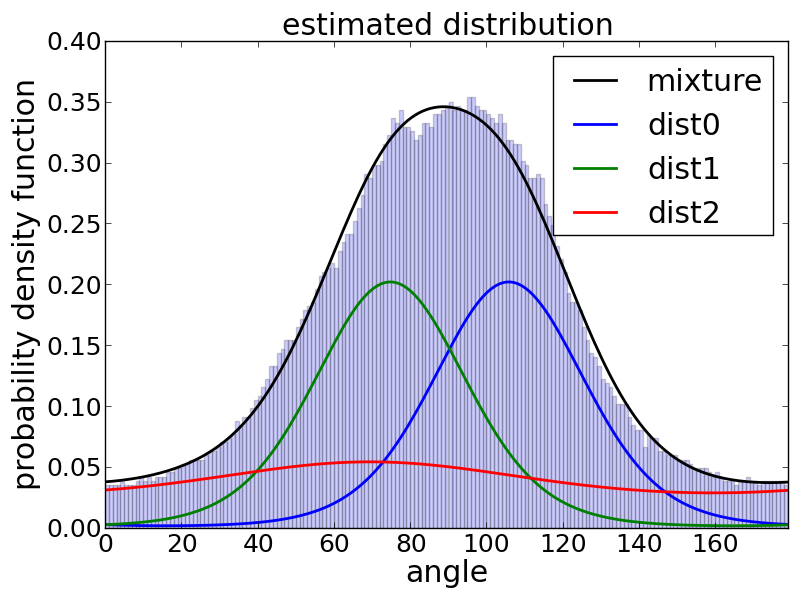 estimated distribution
probability density function
0.40
0.35
0.30
0.25
0.20
0.15
0.10
0.05
0.00
mixture
dist0
dist1
dist2
0 20 40 60 80 100 120 140 160
angle